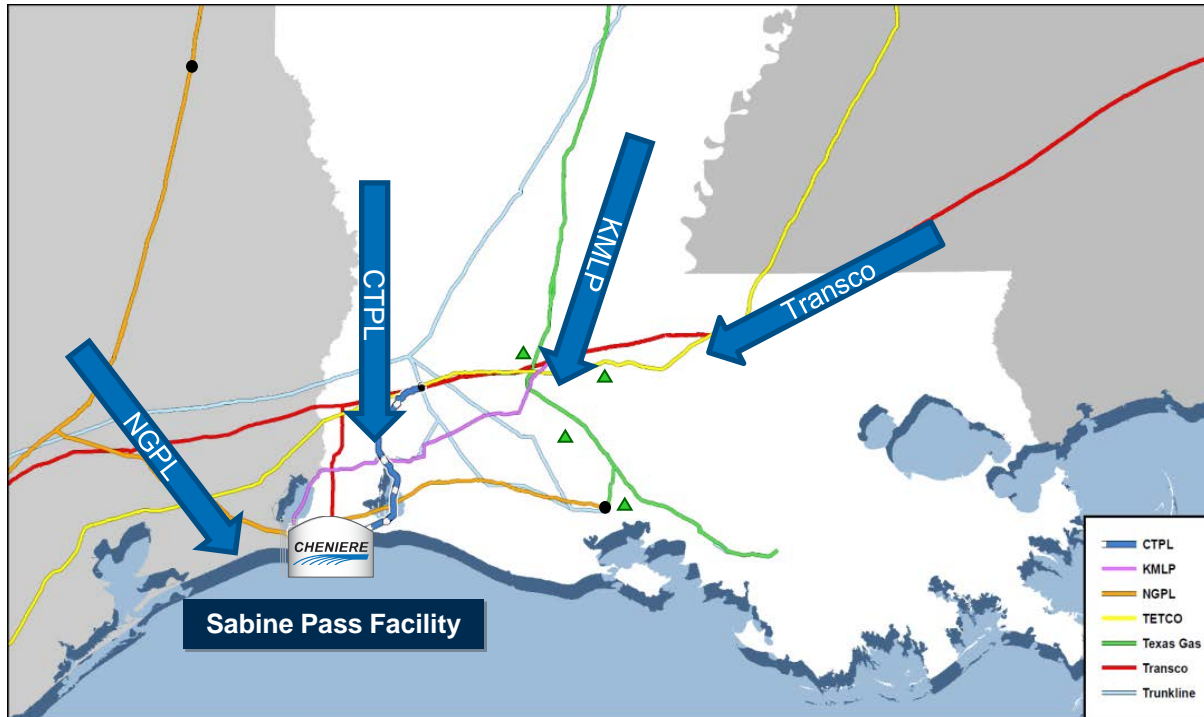 KMLP
CTPL
Transco
NGPL
CHENIERE
Sabine Pass Facility
CTPL
KMLP
NGPL
TETCO
Texas Gas
Transco
Trunkline